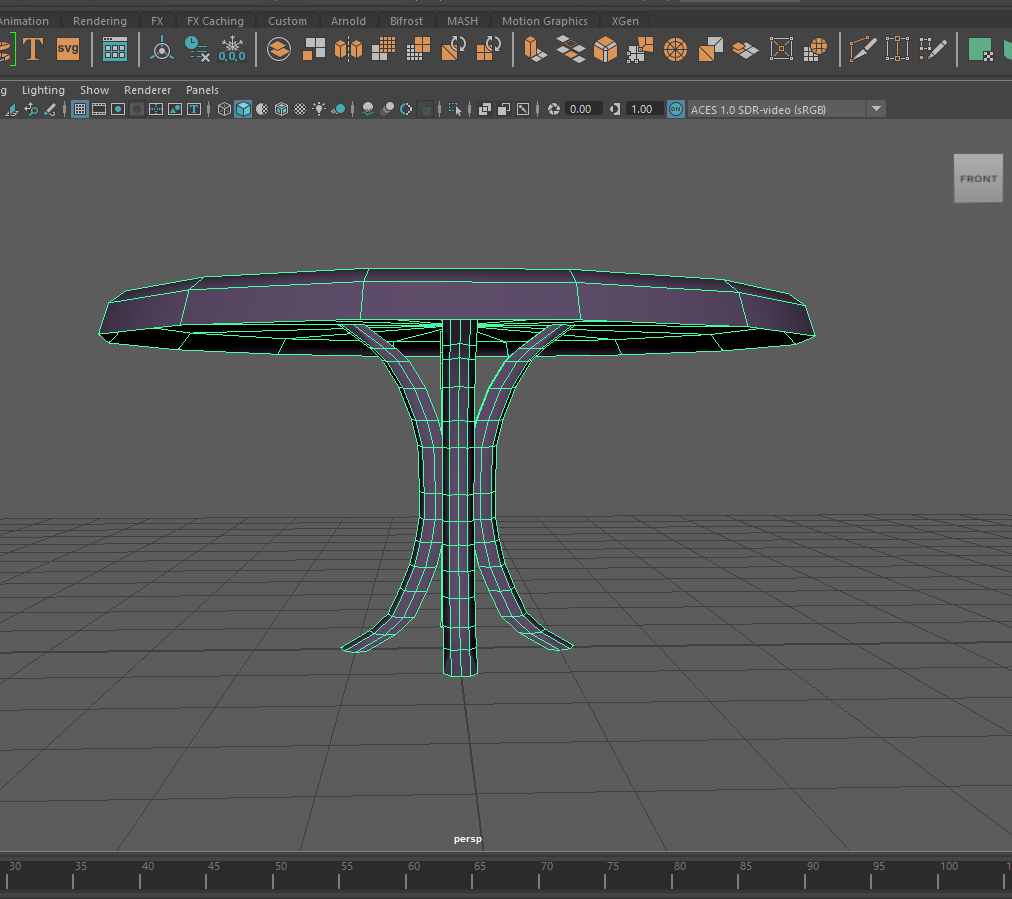 Animation Rendering FX FX Caching Custom Arnold Bifrost MASH Motion Graphics XGen
T svg 0,0,0
g Lighting Show Renderer Panels
T 0.00 1.00 ON ACES 1.0 SDR-video (sRGB)
FRONT
persp
30 35 40 45 50 55 60 65 70 75 80 85 90 95 100 1